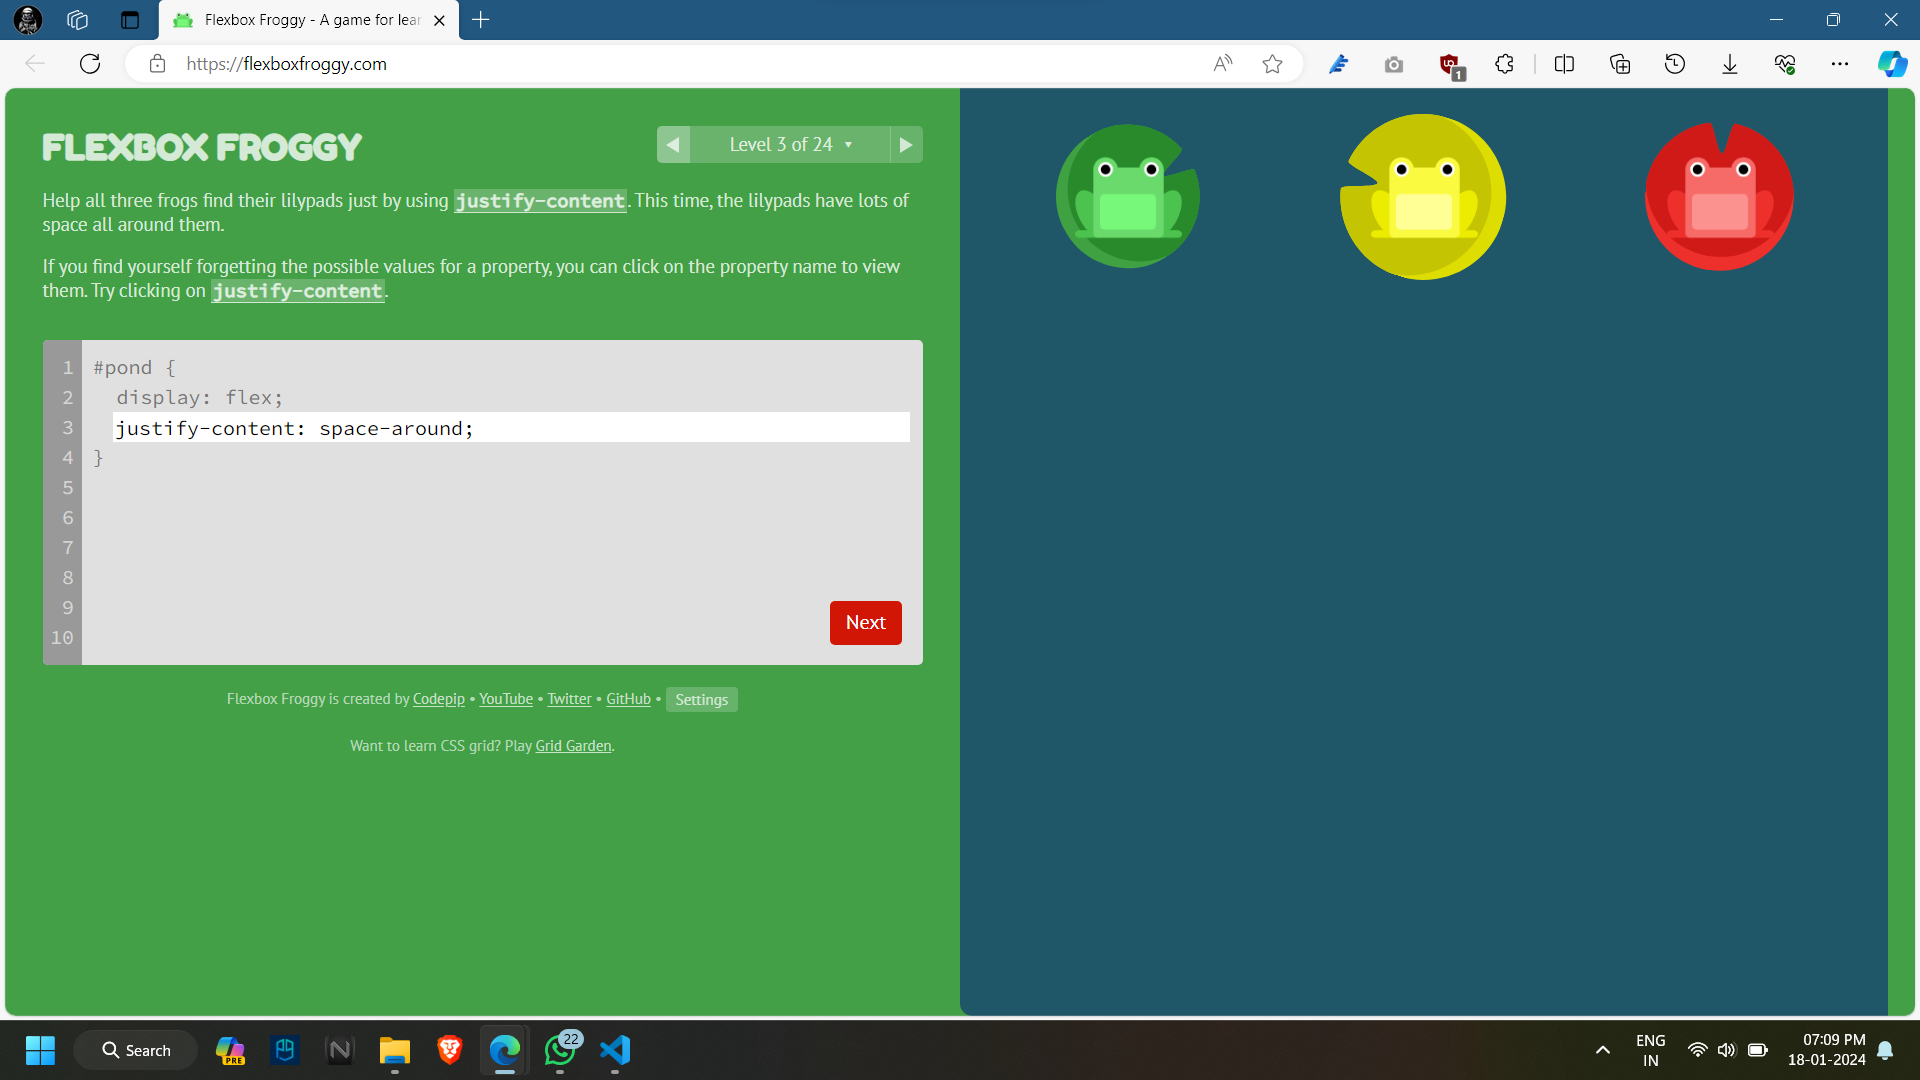 Flexbox Froggy - A game for lear
https://flexboxfroggy.com
1
FLEXBOX FROGGY
Level 3 of 24
Help all three frogs find their lilypads just by using justify-content. This time, the lilypads have lots of
space all around them.
If you find yourself forgetting the possible values for a property, you can click on the property name to view
them. Try clicking on justify-content.
1 #pond {
2 display: flex;
3 justify-content: space-around;
4 }
5
6
7
8
9
10
Next
Flexbox Froggy is created by Codepip • YouTube • Twitter • GitHub • Settings
Want to learn CSS grid? Play Grid Garden.
Search
PRE
22
ENG
IN
07:09 PM
18-01-2024